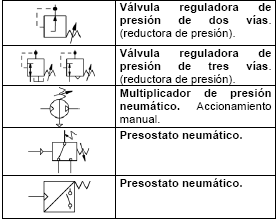 Válvula reguladora de
presión de dos vías.
(reductora de presión).
Válvula reguladora de
presión de tres vías.
(reductora de presión).
Multiplicador de presión
neumático. Accionamiento
manual.
Presostato neumático.
Presostato neumático.